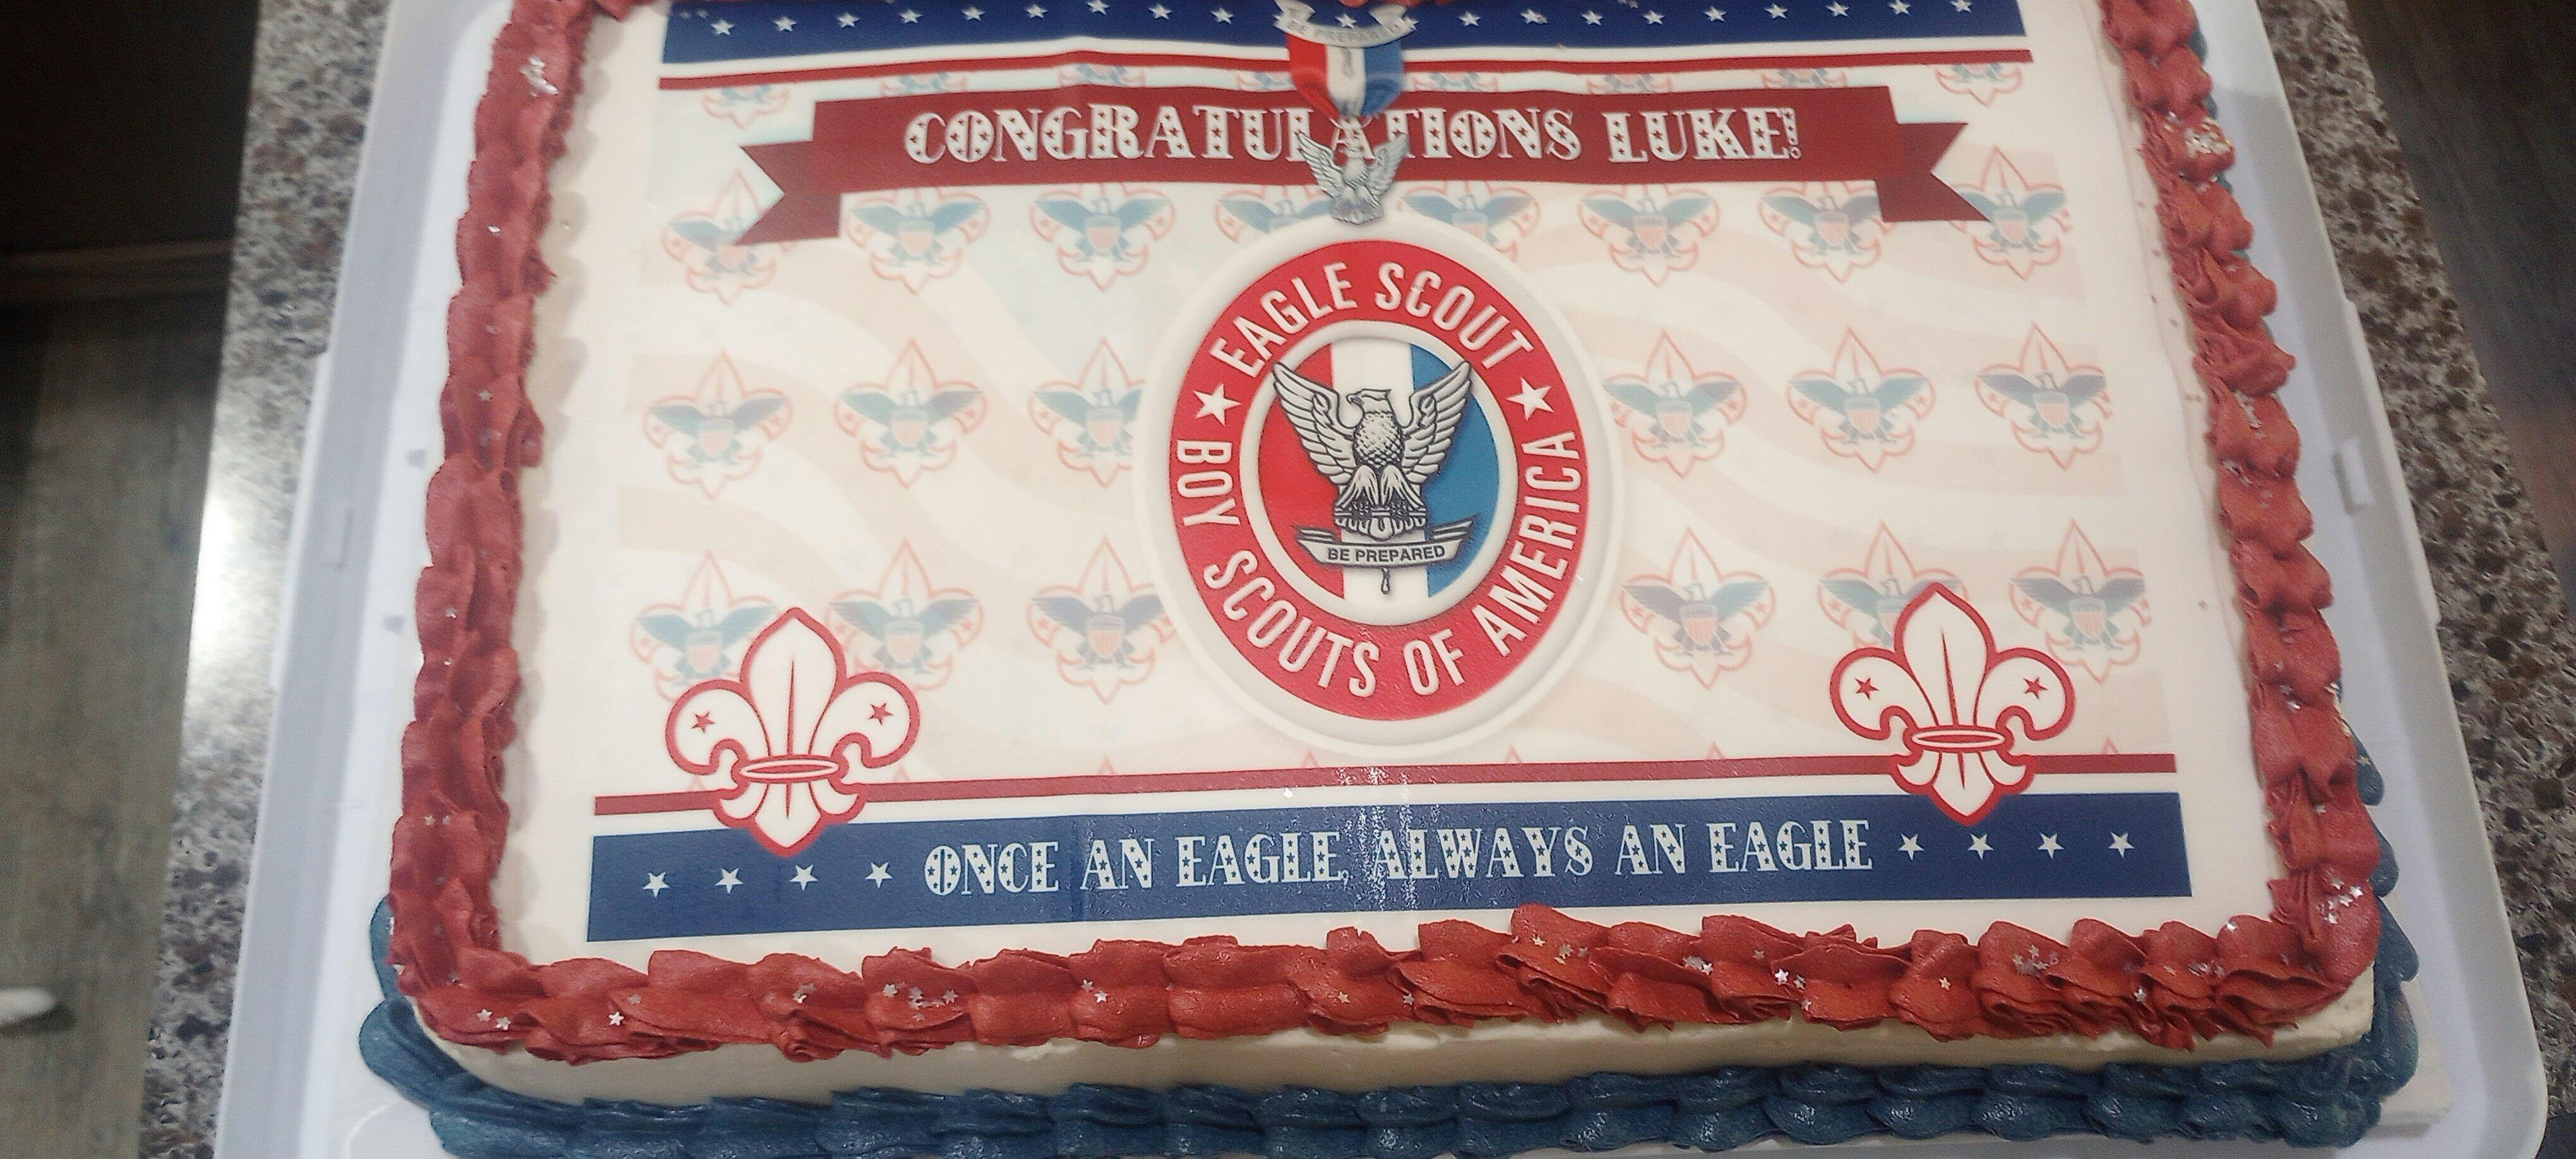 BE PREPARED
CONGRATULATIONS LUKE!
EAGLE SCOUT
BE PREPARED
BOY SCOUTS OF AMERICA
ONCE AN EAGLE, ALWAYS AN EAGLE